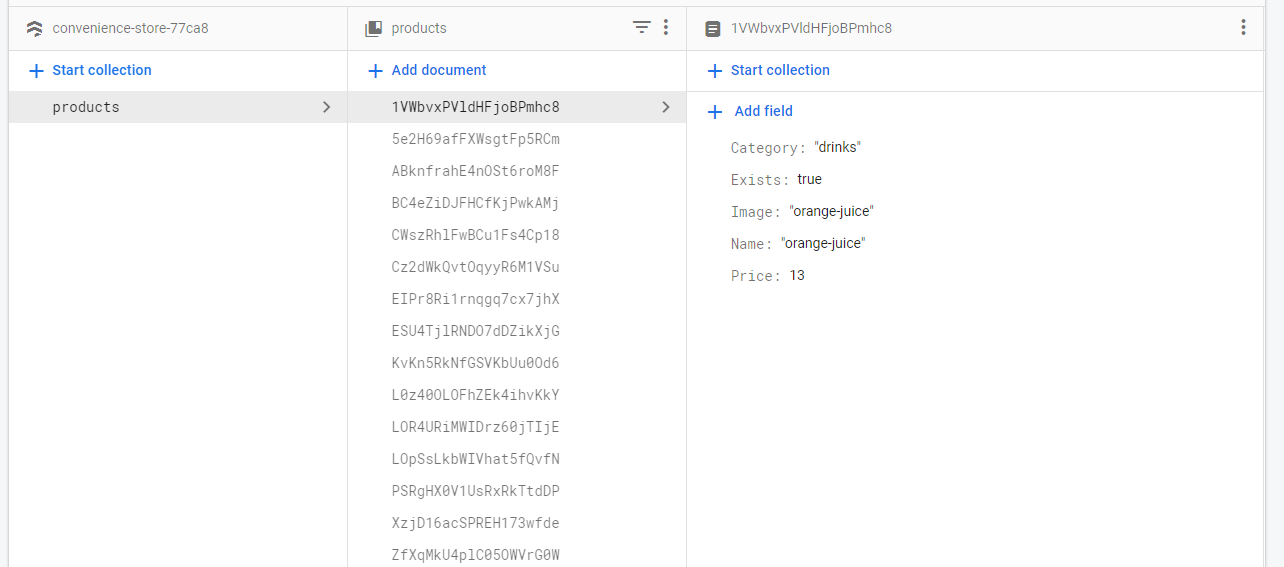 convenience-store-77ca8
Start collection
products
products
Add document
1VWbvxPVldHFjoBPmhc8
5e2H69afFXWsgtFp5RCm
ABknfrahE4nOSt6roM8F
BC4eZiDJFHCfKjPwkAMj
CWszRhlFwBCu1Fs4Cp18
Cz2dWkQvtOqyyR6M1VSu
EIPr8Ri1rnqgq7cx7jhX
ESU4TjlRNDO7dDZikXjG
KvKn5RkNfGSVKbUu0Od6
L0z40OLOFhZEk4ihvKkY
LOR4URiMWIDrz60jTIjE
LOpSsLkbWIVhat5fQvfN
PSRgHX0V1UsRxRkTtdDP
XzjD16acSPREH173wfde
ZfXqMkU4plC05OWVrG0W
1VWbvxPVldHFjoBPmhc8
Start collection
Add field
Category: "drinks"
Exists: true
Image: "orange-juice"
Name: "orange-juice"
Price: 13